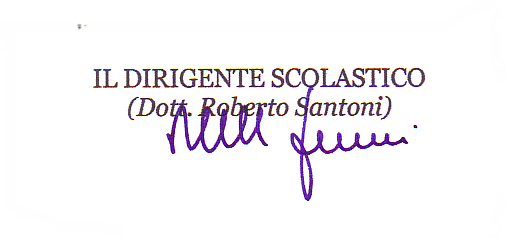 IL DIRIGENTE SCOLASTICO
(Dott. Roberto Santoni)